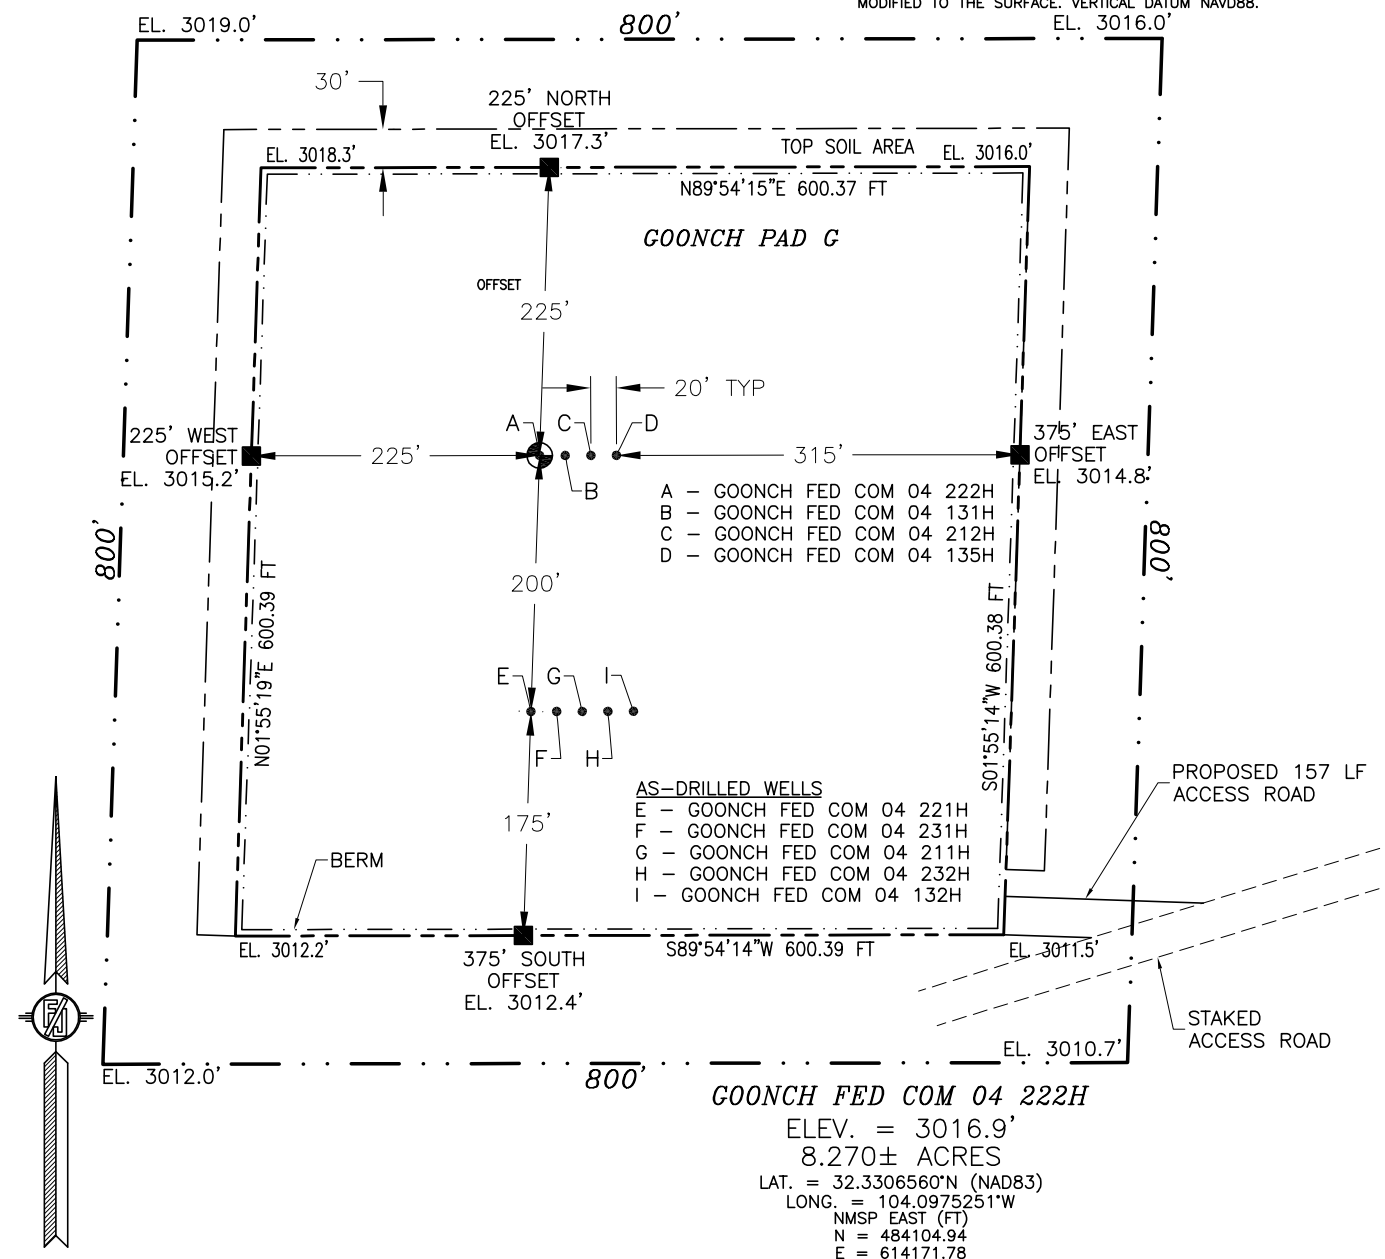 MODIFIED TO THE SURFACE. VERTICAL DATUM NAVD88.
EL. 3019.0'
800'
EL. 3016.0'
30'
225' NORTH
OFFSET
EL. 3017.3'
TOP SOIL AREA
EL. 3018.3'
EL. 3016.0'
N89°54'15"E 600.37 FT
GOONCH PAD G
OFFSET
225'
20' TYP
A
C
D
B
225' WEST
OFFSET
EL. 3015.2'
225'
315'
375' EAST
OFFSET
EL. 3014.8'
A – GOONCH FED COM 04 222H
B – GOONCH FED COM 04 131H
C – GOONCH FED COM 04 212H
D – GOONCH FED COM 04 135H
800'
800'
200'
N01°55'19"E 600.39 FT
S01°55'14"W 600.38 FT
E
G
I
F
H
175'
AS–DRILLED WELLS
E – GOONCH FED COM 04 221H
F – GOONCH FED COM 04 231H
G – GOONCH FED COM 04 211H
H – GOONCH FED COM 04 232H
I – GOONCH FED COM 04 132H
PROPOSED 157 LF
ACCESS ROAD
BERM
EL. 3012.2'
375' SOUTH
OFFSET
EL. 3012.4'
S89°54'14"W 600.39 FT
EL. 3011.5'
STAKED
ACCESS ROAD
EL. 3012.0'
800'
EL. 3010.7'
GOONCH FED COM 04 222H
ELEV. = 3016.9'
8.270± ACRES
LAT. = 32.3306560°N (NAD83)
LONG. = 104.0975251°W
NMSP EAST (FT)
N = 484104.94
E = 614171.78